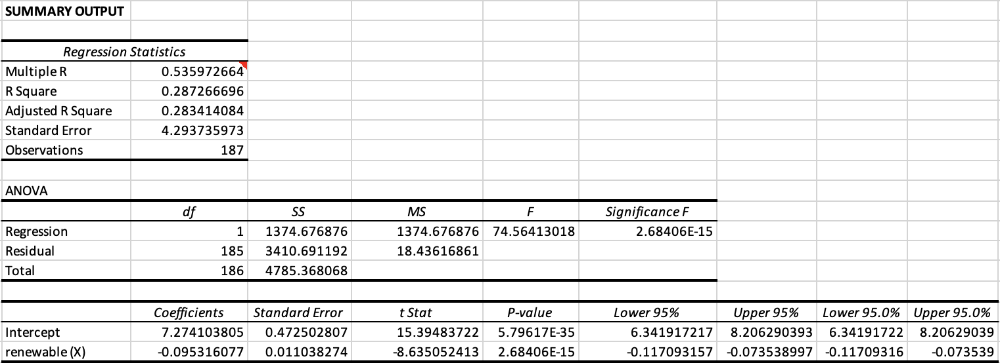 SUMMARY OUTPUT
Regression Statistics
Multiple R 0.535972664
R Square 0.287266696
Adjusted R Square 0.283414084
Standard Error 4.293735973
Observations 187
ANOVA
df SS MS F Significance F
Regression 1 1374.676876 1374.676876 74.56413018 2.68406E-15
Residual 185 3410.691192 18.43616861
Total 186 4785.368068
Coefficients Standard Error t Stat P-value Lower 95% Upper 95% Lower 95.0% Upper 95.0%
Intercept 7.274103805 0.472502807 15.39483722 5.79617E-35 6.341917217 8.206290393 6.34191722 8.20629039
renewable (X) -0.095316077 0.011038274 -8.635052413 2.68406E-15 -0.117093157 -0.073538997 -0.11709316 -0.073539